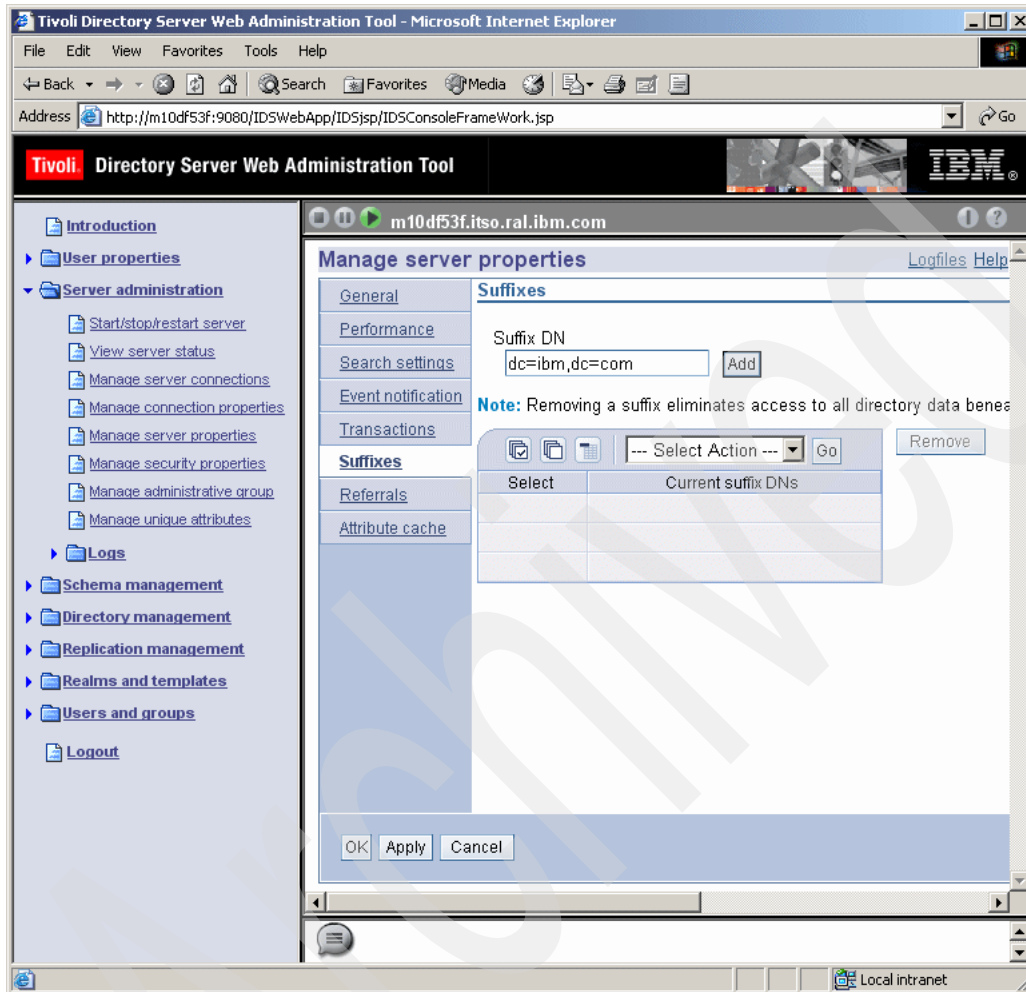 Tivoli Directory Server Web Administration Tool - Microsoft Internet Explorer
File Edit View Favorites Tools Help
Back Search Favorites Media
Address http://m10df53f:9080/IDSWebApp/IDSjsp/IDSConsoleFrameWork.jsp Go
Tivoli. Directory Server Web Administration Tool IBM®
m10df53f.itso.ral.ibm.com
Introduction
User properties
Server administration
Start/stop/restart server
View server status
Manage server connections
Manage connection properties
Manage server properties
Manage security properties
Manage administrative group
Manage unique attributes
Logs
Schema management
Directory management
Replication management
Realms and templates
Users and groups
Logout
Manage server properties Logfiles Help
General
Performance
Search settings
Event notification
Transactions
Suffixes
Referrals
Attribute cache
Suffixes
Suffix DN
dc=ibm,dc=com Add
Note: Removing a suffix eliminates access to all directory data benea
--- Select Action --- Go Remove
Select Current suffix DNs
OK Apply Cancel
Local intranet
Archived